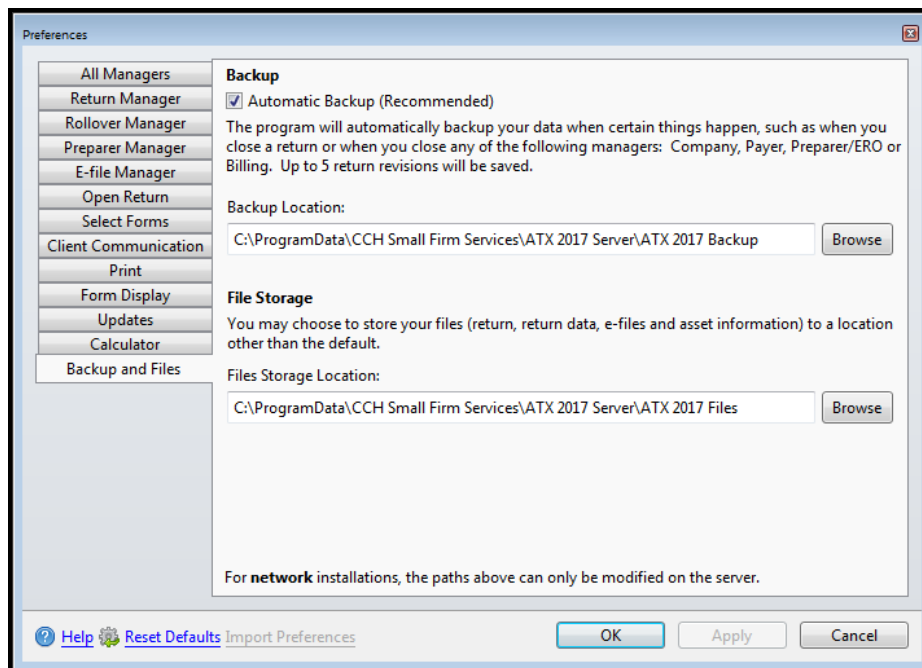 Preferences
All Managers
Return Manager
Rollover Manager
Preparer Manager
E-file Manager
Open Return
Select Forms
Client Communication
Print
Form Display
Updates
Calculator
Backup and Files
Backup
Automatic Backup (Recommended)
The program will automatically backup your data when certain things happen, such as when you
close a return or when you close any of the following managers:  Company, Payer, Preparer/ERO or
Billing.  Up to 5 return revisions will be saved.
Backup Location:
C:\ProgramData\CCH Small Firm Services\ATX 2017 Server\ATX 2017 Backup
Browse
File Storage
You may choose to store your files (return, return data, e-files and asset information) to a location
other than the default.
Files Storage Location:
C:\ProgramData\CCH Small Firm Services\ATX 2017 Server\ATX 2017 Files
Browse
For network installations, the paths above can only be modified on the server.
Help Reset Defaults Import Preferences
OK
Apply
Cancel